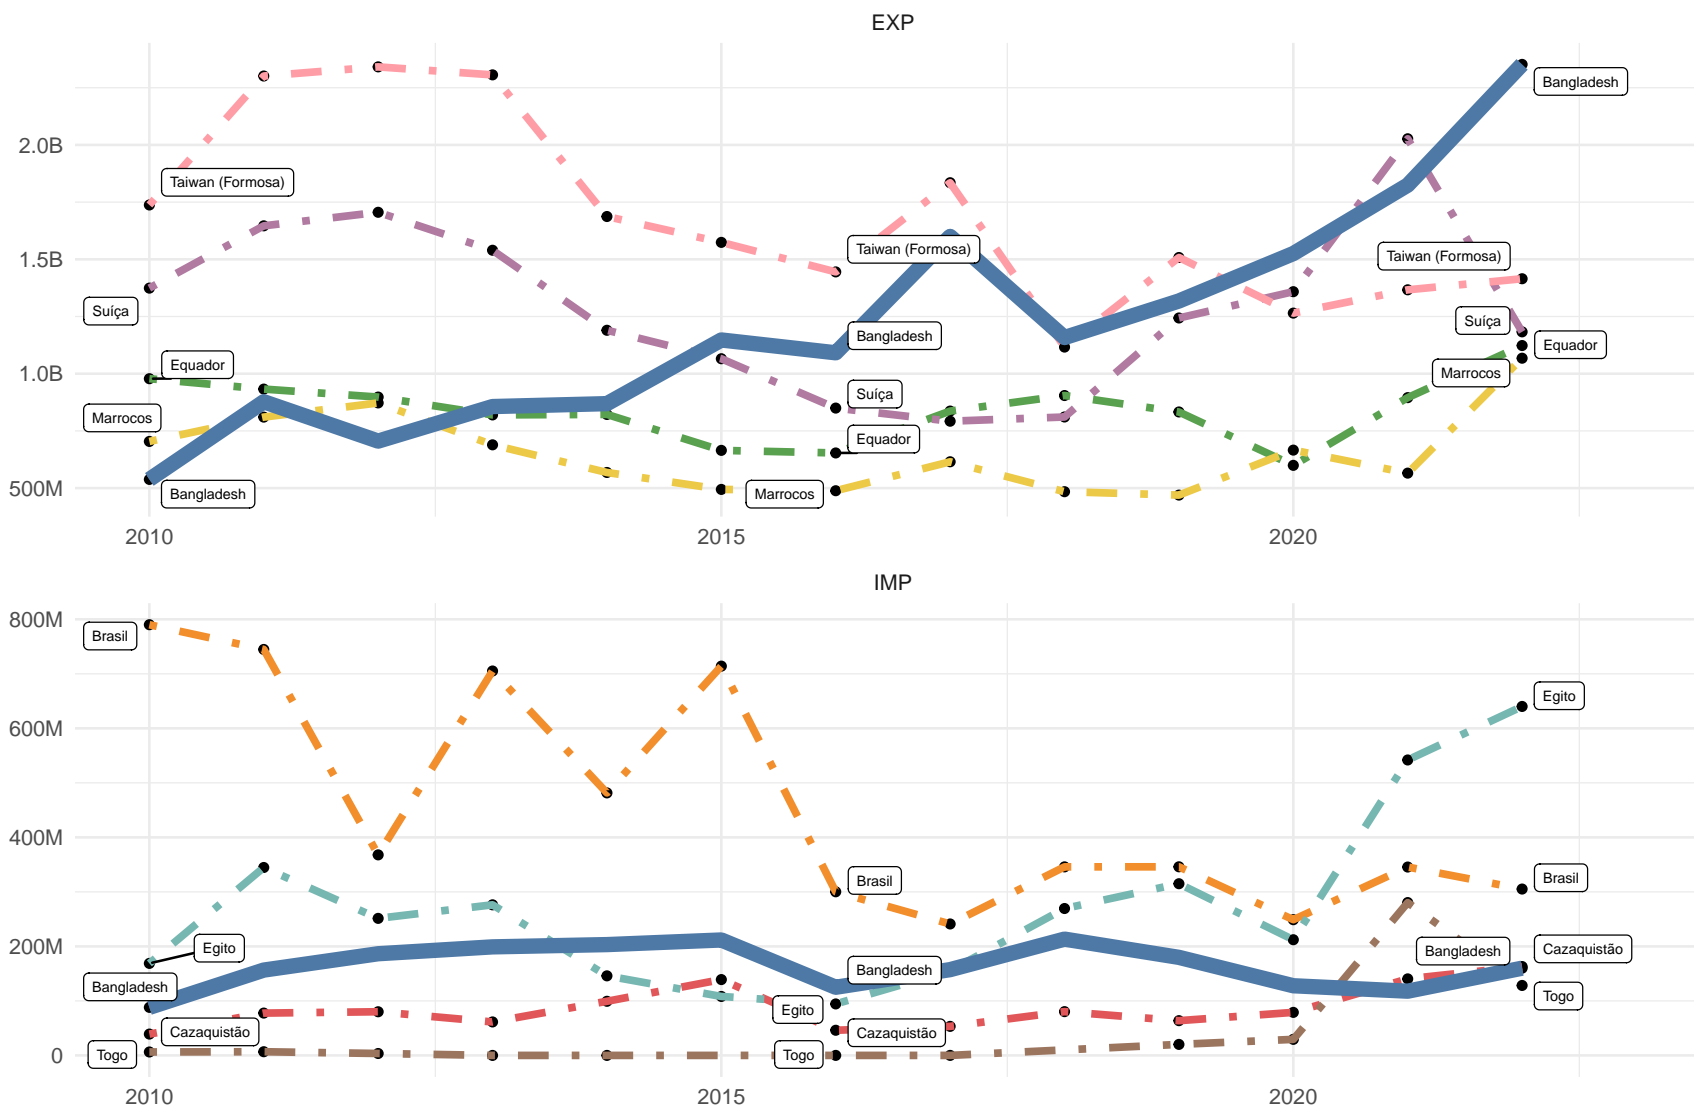 EXP
Bangladesh
2.0B
Taiwan (Formosa)
Taiwan (Formosa)
Taiwan (Formosa)
1.5B
Suíça
Suíça
Bangladesh
Equador
Equador
1.0B
Marrocos
Suíça
Marrocos
Equador
500M
Bangladesh
Marrocos
2010
2015
2020
IMP
800M
Brasil
Egito
600M
400M
Brasil
Brasil
200M
Egito
Bangladesh
Cazaquistão
Bangladesh
Bangladesh
Togo
Egito
Cazaquistão
Cazaquistão
0
Togo
Togo
2010
2015
2020